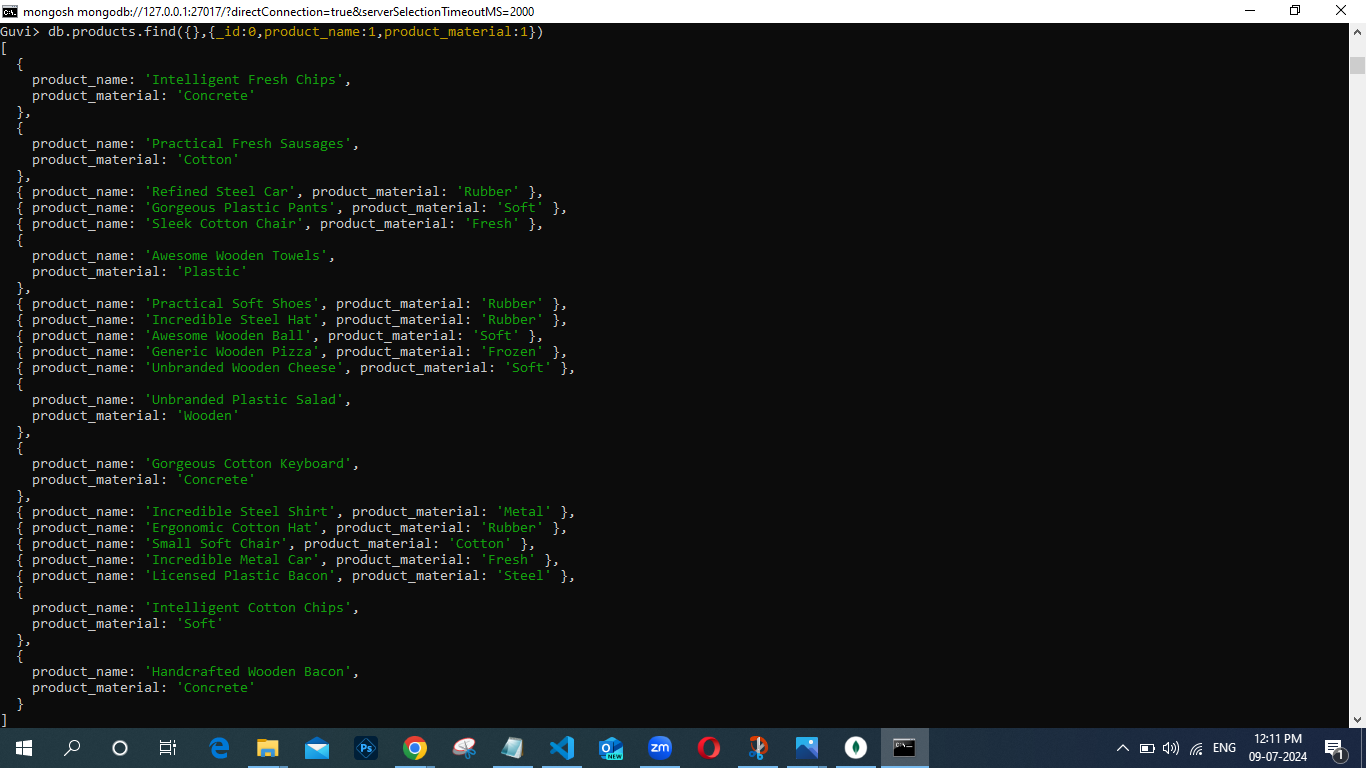 mongosh mongodb://127.0.0.1:27017/?directConnection=true&serverSelectionTimeoutMS=2000
Guvi> db.products.find({},{_id:0,product_name:1,product_material:1})
[
  {
    product_name: 'Intelligent Fresh Chips',
    product_material: 'Concrete'
  },
  {
    product_name: 'Practical Fresh Sausages',
    product_material: 'Cotton'
  },
  { product_name: 'Refined Steel Car', product_material: 'Rubber' },
  { product_name: 'Gorgeous Plastic Pants', product_material: 'Soft' },
  { product_name: 'Sleek Cotton Chair', product_material: 'Fresh' },
  {
    product_name: 'Awesome Wooden Towels',
    product_material: 'Plastic'
  },
  { product_name: 'Practical Soft Shoes', product_material: 'Rubber' },
  { product_name: 'Incredible Steel Hat', product_material: 'Rubber' },
  { product_name: 'Awesome Wooden Ball', product_material: 'Soft' },
  { product_name: 'Generic Wooden Pizza', product_material: 'Frozen' },
  { product_name: 'Unbranded Wooden Cheese', product_material: 'Soft' },
  {
    product_name: 'Unbranded Plastic Salad',
    product_material: 'Wooden'
  },
  {
    product_name: 'Gorgeous Cotton Keyboard',
    product_material: 'Concrete'
  },
  { product_name: 'Incredible Steel Shirt', product_material: 'Metal' },
  { product_name: 'Ergonomic Cotton Hat', product_material: 'Rubber' },
  { product_name: 'Small Soft Chair', product_material: 'Cotton' },
  { product_name: 'Incredible Metal Car', product_material: 'Fresh' },
  { product_name: 'Licensed Plastic Bacon', product_material: 'Steel' },
  {
    product_name: 'Intelligent Cotton Chips',
    product_material: 'Soft'
  },
  {
    product_name: 'Handcrafted Wooden Bacon',
    product_material: 'Concrete'
  }
]
Ps
NEW
zm
ENG
12:11 PM
09-07-2024
1